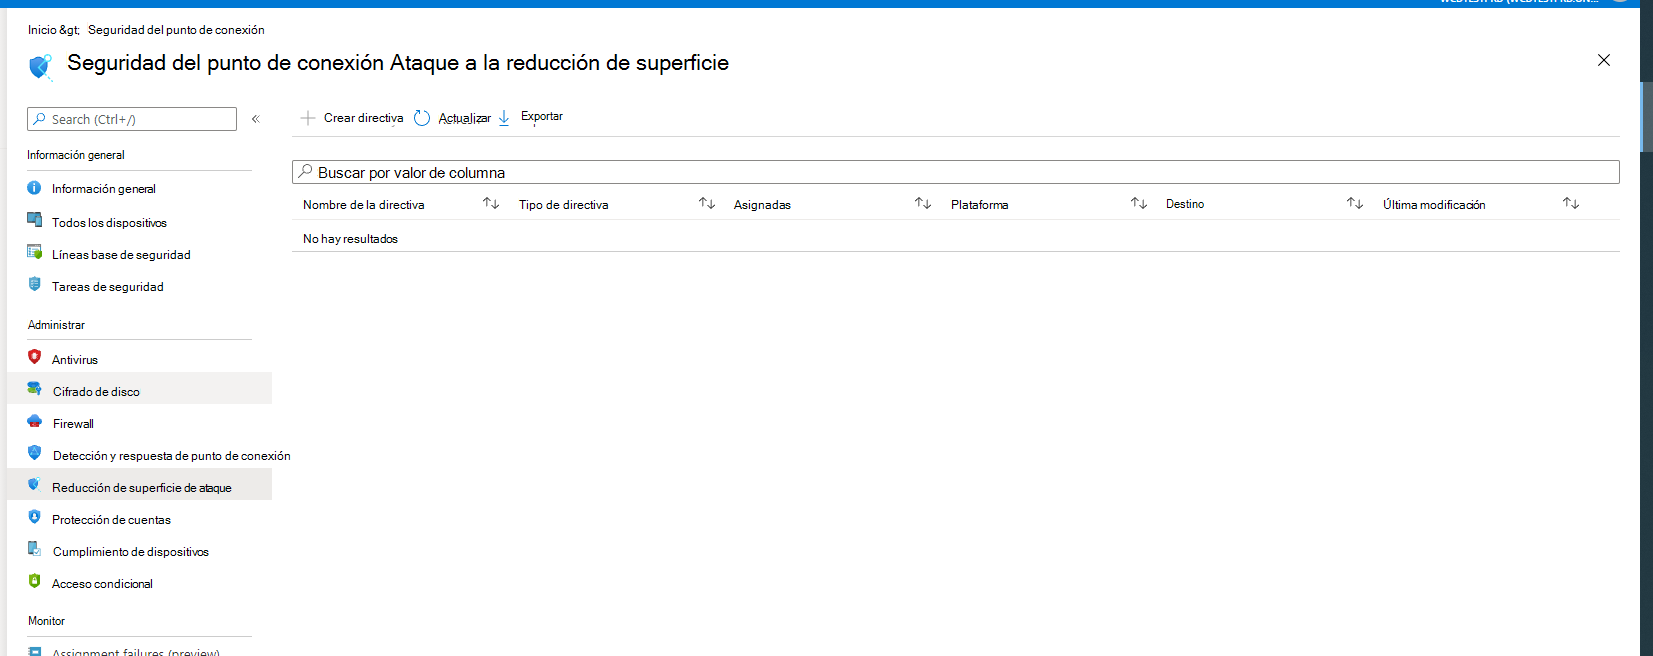 Inicio &gt; Seguridad del punto de conexión
Seguridad del punto de conexión Ataque a la reducción de superficie
Search (Ctrl+/)
«
Crear directiva Actualizar Exportar
Información general
Buscar por valor de columna
Información general
Nombre de la directiva Tipo de directiva Asignadas Plataforma Destino Última modificación
Todos los dispositivos
No hay resultados
Líneas base de seguridad
Tareas de seguridad
Administrar
Antivirus
Cifrado de disco
Firewall
Detección y respuesta de punto de conexión
Reducción de superficie de ataque
Protección de cuentas
Cumplimiento de dispositivos
Acceso condicional
Monitor
Assignment failures (preview)